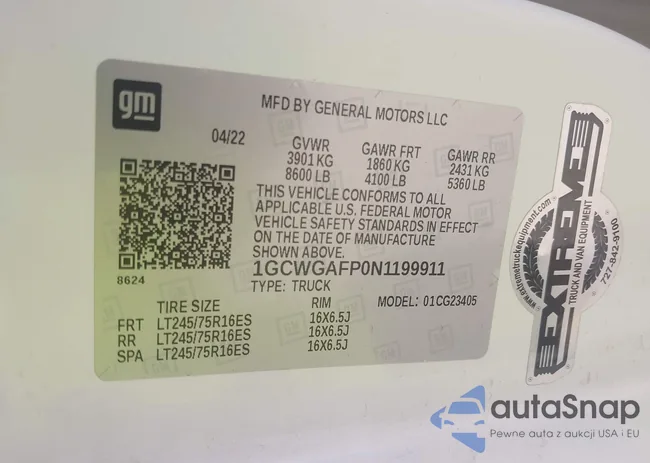 gm
MFD BY GENERAL MOTORS LLC
04/22 GVWR GAWR FRT GAWR RR
3901 KG 1860 KG 2431 KG
8600 LB 4100 LB 5360 LB
THIS VEHICLE CONFORMS TO ALL
APPLICABLE U.S. FEDERAL MOTOR
VEHICLE SAFETY STANDARDS IN EFFECT
ON THE DATE OF MANUFACTURE
SHOWN ABOVE.
8624
1GCWGAFP0N1199911
TYPE: TRUCK MODEL: 01CG23405
TIRE SIZE RIM
FRT LT245/75R16ES 16X6.5J
RR LT245/75R16ES 16X6.5J
SPA LT245/75R16ES 16X6.5J
www.extremetruckequipment.com
EXTREME
TRUCK AND VAN EQUIPMENT
727-842-9100
autaSnap
Pewne auta z aukcji USA i EU